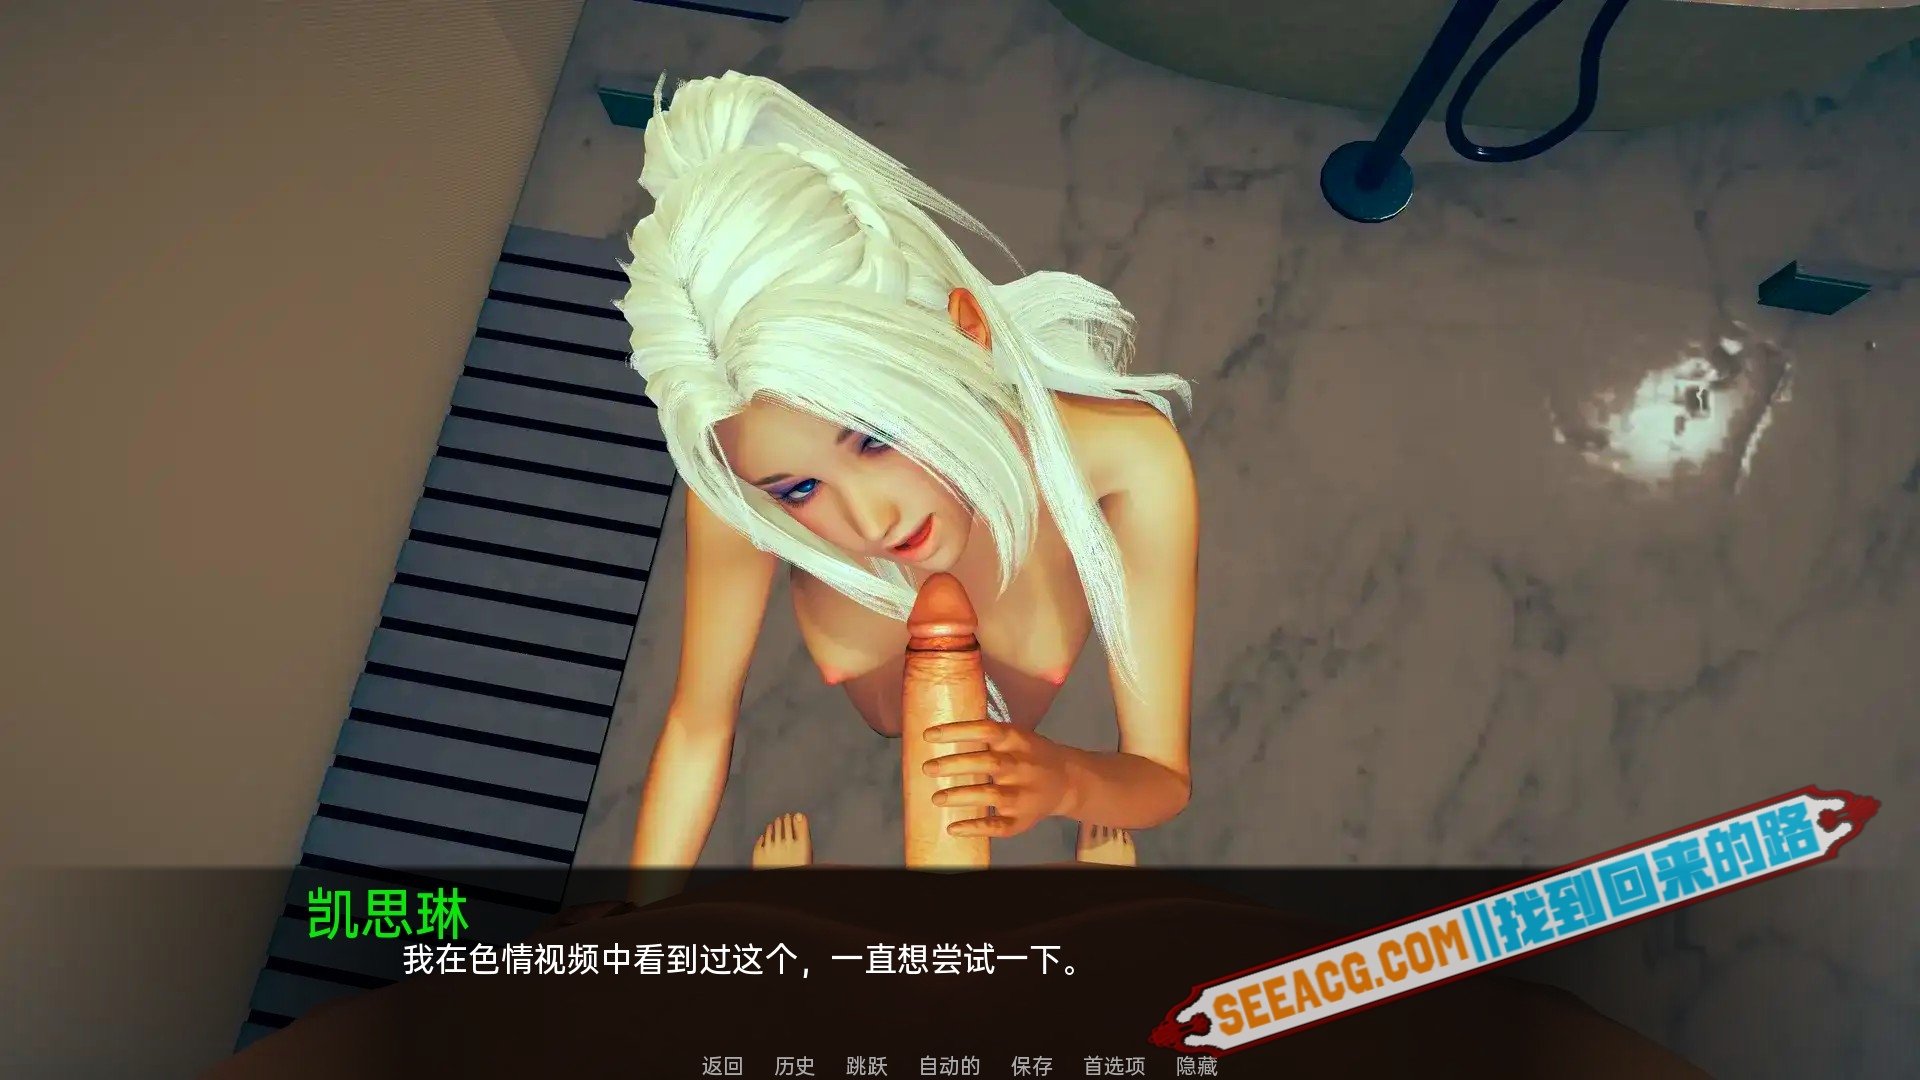 凯思琳
我在色情视频中看到过这个，一直想尝试一下。
SEEACG.COM||找到回来的路
返回 历史 跳跃 自动的 保存 首选项 隐藏